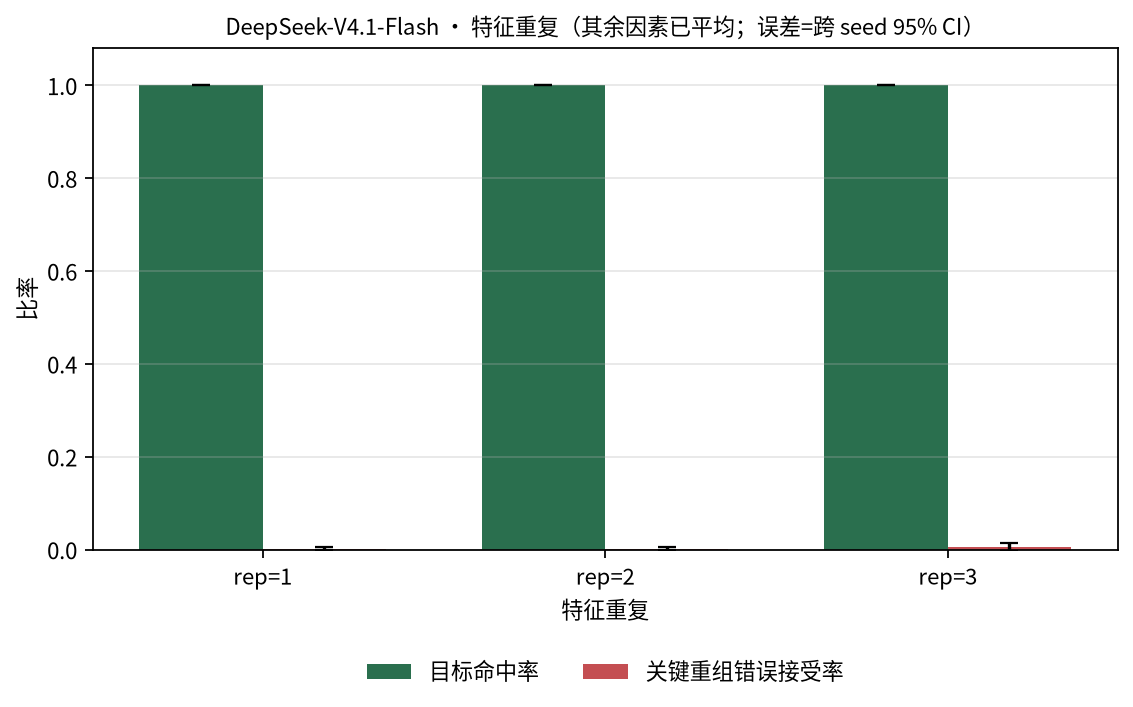 DeepSeek-V4.1-Flash · 特征重复（其余因素已平均；误差=跨 seed 95% CI）
比率
1.0
0.8
0.6
0.4
0.2
0.0
rep=1 rep=2 rep=3
特征重复
目标命中率 关键重组错误接受率